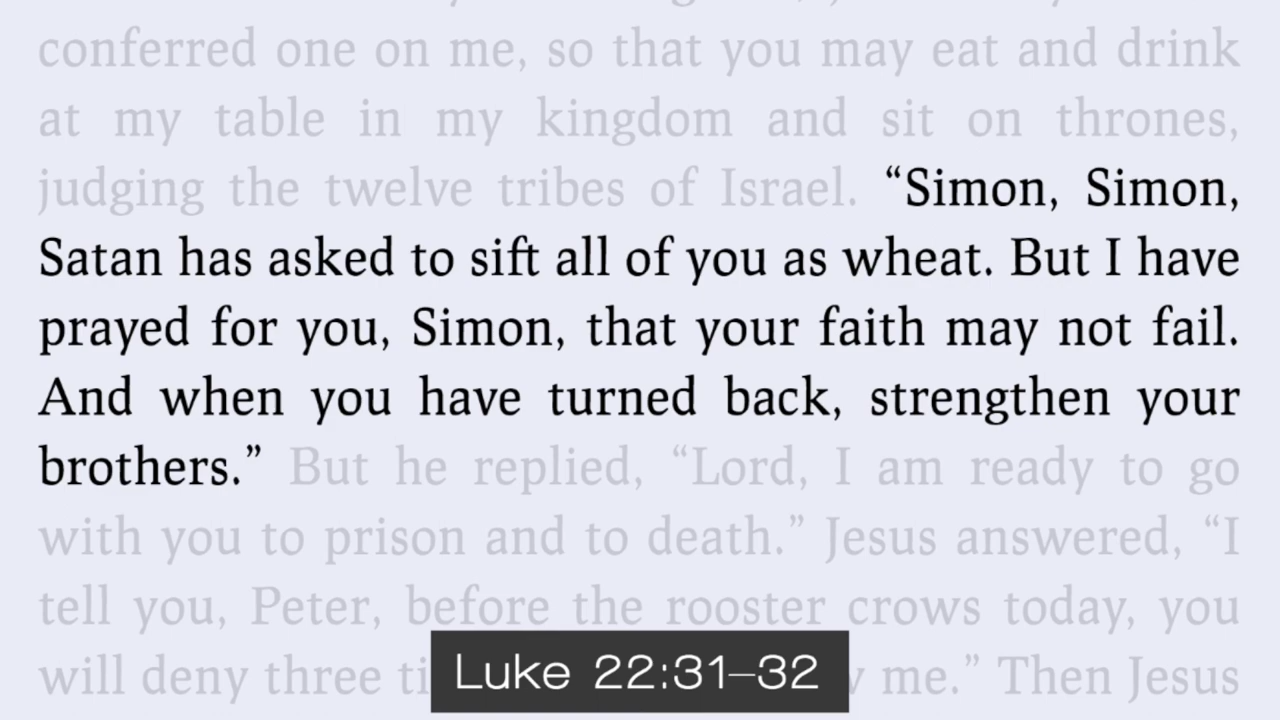 conferred one on me, so that you may eat and drink
at my table in my kingdom and sit on thrones,
judging the twelve tribes of Israel. “Simon, Simon,
Satan has asked to sift all of you as wheat. But I have
prayed for you, Simon, that your faith may not fail.
And when you have turned back, strengthen your
brothers.” But he replied, “Lord, I am ready to go
with you to prison and to death.” Jesus answered, “I
tell you, Peter, before the rooster crows today, you
will deny three me.” Then Jesus
Luke 22:31–32